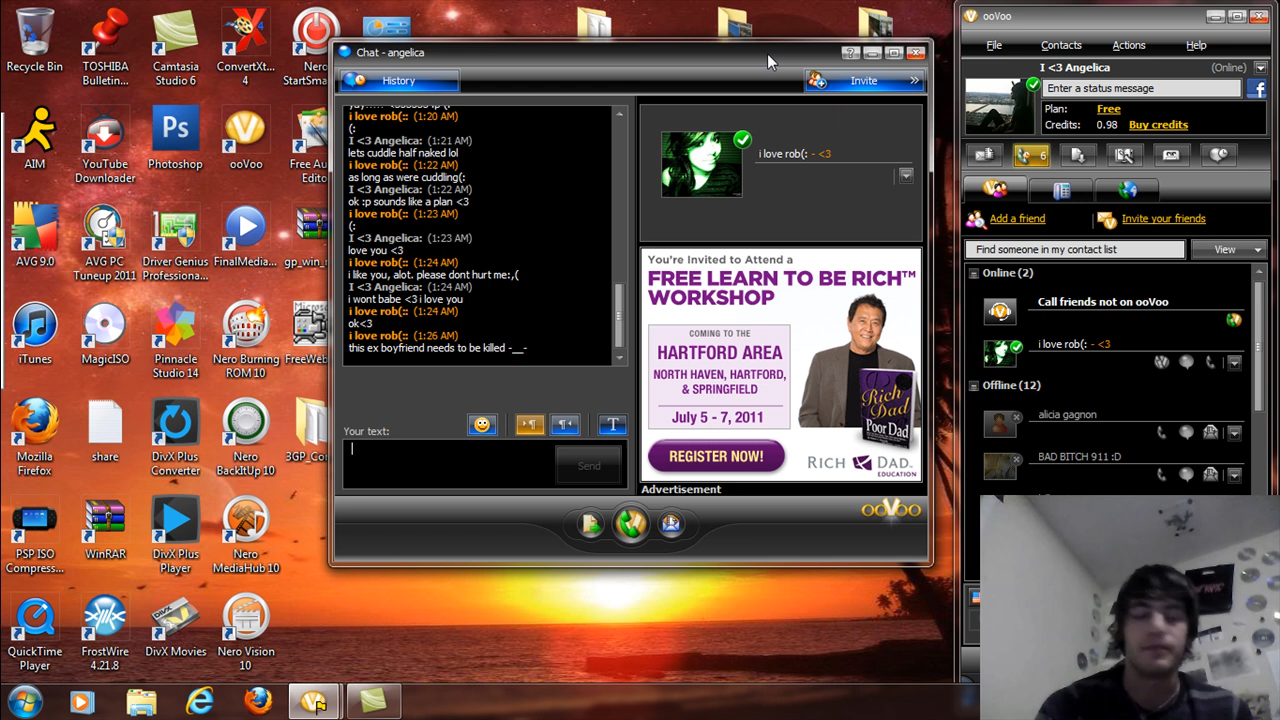 Recycle Bin
TOSHIBA
Bulletin...
Camtasia
Studio 6
ConvertXt...
4
Nero
StartSma...
AIM
YouTube
Downloader
Ps
Photoshop
ooVoo
Free Au
Edito
AVG 9.0
AVG PC
Tuneup 2011
Driver Genius
Professiona...
FinalMedia...
gp_win_r
iTunes
MagicISO
Pinnacle
Studio 14
Nero Burning
ROM 10
FreeWeb
Mozilla
Firefox
share
DivX Plus
Converter
Nero
BackItUp 10
3GP_Con
PSP ISO
Compress...
WinRAR
DivX Plus
Player
Nero
MediaHub 10
QuickTime
Player
FrostWire
4.21.8
DivX Movies
Nero Vision
10
Chat - angelica
History
Invite
i love rob(: (1:20 AM)
(:
I <3 Angelica: (1:21 AM)
lets cuddle half naked lol
i love rob(:: (1:22 AM)
as long as were cuddling(:
I <3 Angelica: (1:22 AM)
ok :p sounds like a plan <3
i love rob(:: (1:23 AM)
(:
I <3 Angelica: (1:23 AM)
love you <3
i love rob(:: (1:24 AM)
i like you, alot. please dont hurt me:,(
I <3 Angelica: (1:24 AM)
i wont babe <3 i love you
i love rob(:: (1:24 AM)
ok<3
i love rob(:: (1:26 AM)
this ex boyfriend needs to be killed -__-
Your text:
T
Send
i love rob(: - <3
You're Invited to Attend a
FREE LEARN TO BE RICH™
WORKSHOP
COMING TO THE
HARTFORD AREA
NORTH HAVEN, HARTFORD,
& SPRINGFIELD
July 5 - 7, 2011
REGISTER NOW!
Rich Dad
Poor Dad
RICH DAD
EDUCATION
Advertisement
ooVoo
ooVoo
File
Contacts
Actions
Help
I <3 Angelica
(Online)
Enter a status message
f
Plan: Free
Credits: 0.98 Buy credits
6
Add a friend
Invite your friends
Find someone in my contact list
View
Online (2)
Call friends not on ooVoo
i love rob(: - <3
Offline (12)
alicia gagnon
BAD BITCH 911 :D